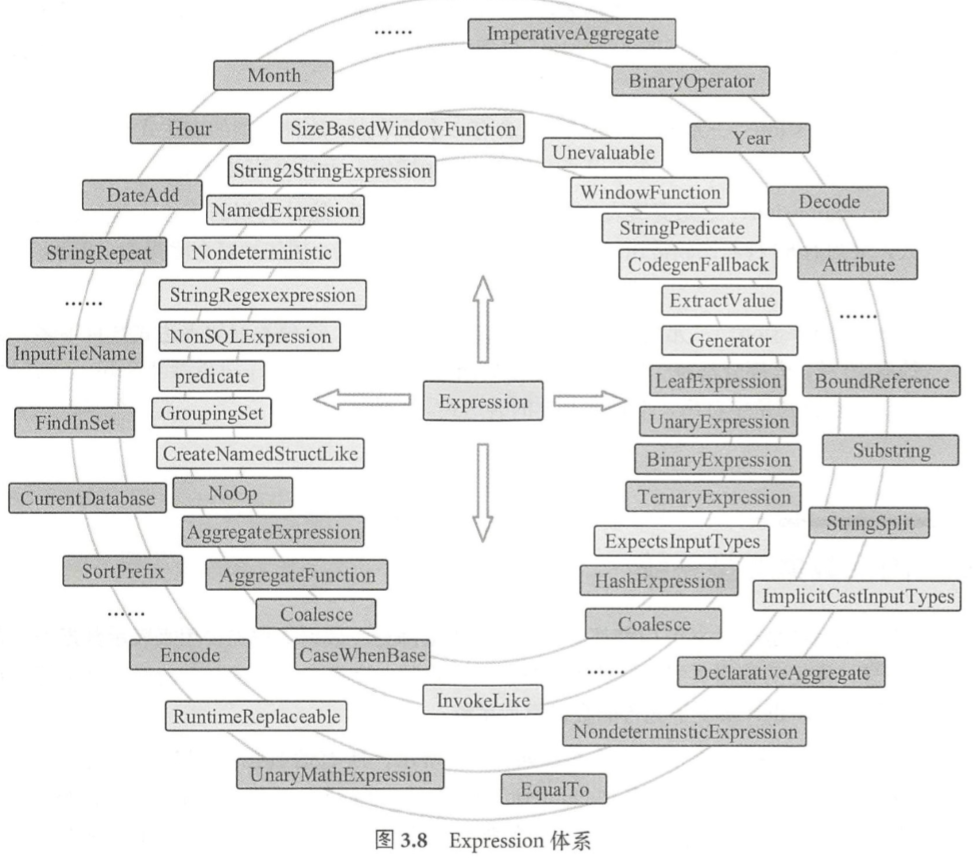 ......
ImperativeAggregate
Month
BinaryOperator
Hour
SizeBasedWindowFunction
Year
Unevaluable
String2StringExpression
DateAdd
WindowFunction
Decode
NamedExpression
StringPredicate
StringRepeat
Nondeterministic
CodegenFallback
Attribute
StringRegexexpression
......
ExtractValue
......
NonSQLExpression
Generator
InputFileName
predicate
LeafExpression
BoundReference
Expression
GroupingSet
FindInSet
UnaryExpression
CreateNamedStructLike
BinaryExpression
Substring
CurrentDatabase
NoOp
TernaryExpression
AggregateExpression
StringSplit
ExpectsInputTypes
SortPrefix
AggregateFunction
HashExpression
ImplicitCastInputTypes
......
Coalesce
Coalesce
Encode
CaseWhenBase
......
DeclarativeAggregate
InvokeLike
RuntimeReplaceable
NondeterminsticExpression
UnaryMathExpression
EqualTo
图 3.8 Expression 体系